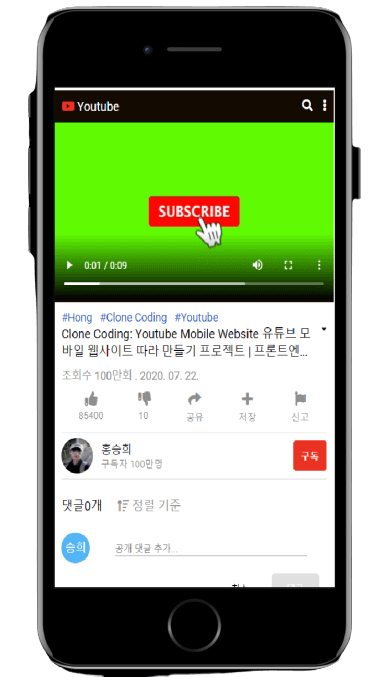 Youtube
SUBSCRIBE
0:01 / 0:09
#Hong #Clone Coding #Youtube
Clone Coding: Youtube Mobile Website 유튜브 모
바일 웹사이트 따라 만들기 프로젝트 | 프론트엔...
조회수 100만회 . 2020. 07. 22.
85400 10 공유 저장 신고
홍승희
구독자 100만명
구독
댓글0개 정렬 기준
승희 공개 댓글 추가...